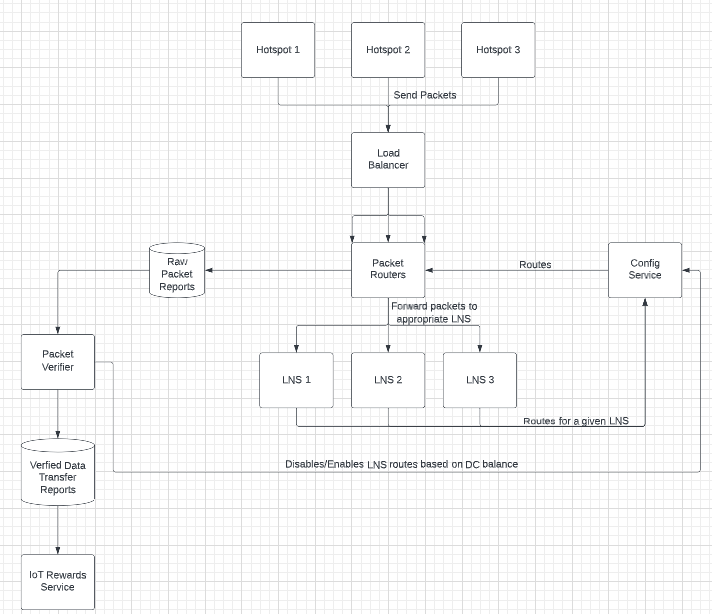 Hotspot 1
Hotspot 2
Hotspot 3
Send Packets
Load
Balancer
Raw
Packet
Reports
Packet
Routers
Routes
Config
Service
Forward packets to
appropriate LNS
Packet
Verifier
LNS 1
LNS 2
LNS 3
Routes for a given LNS
Verfied Data
Transfer
Reports
Disables/Enables LNS routes based on DC balance
IoT Rewards
Service